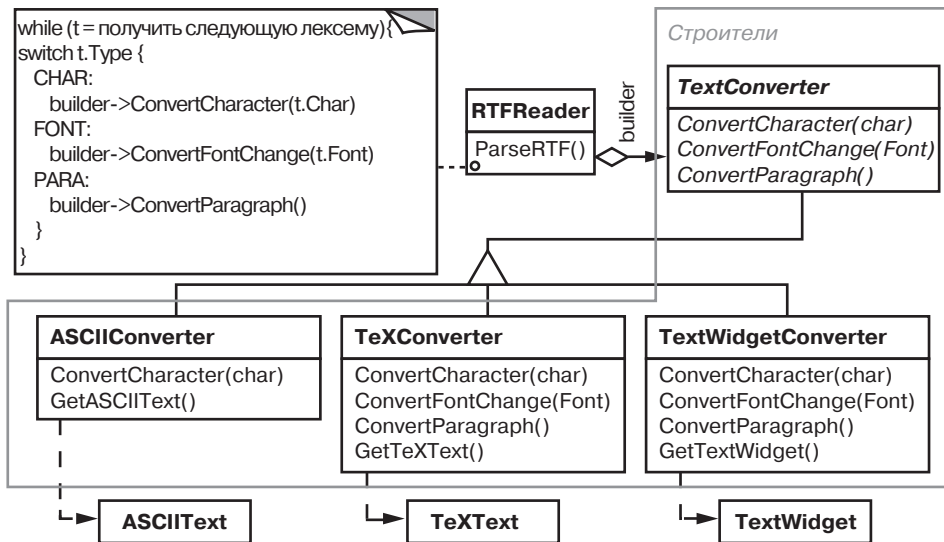 while (t = получить следующую лексему){
switch t.Type {
CHAR:
builder->ConvertCharacter(t.Char)
FONT:
builder->ConvertFontChange(t.Font)
PARA:
builder->ConvertParagraph()
}
}
RTFReader
ParseRTF()
builder
Строители
TextConverter
ConvertCharacter(char)
ConvertFontChange(Font)
ConvertParagraph()
ASCIIConverter
ConvertCharacter(char)
GetASCIIText()
TeXConverter
ConvertCharacter(char)
ConvertFontChange(Font)
ConvertParagraph()
GetTeXText()
TextWidgetConverter
ConvertCharacter(char)
ConvertFontChange(Font)
ConvertParagraph()
GetTextWidget()
ASCIIText
TeXText
TextWidget